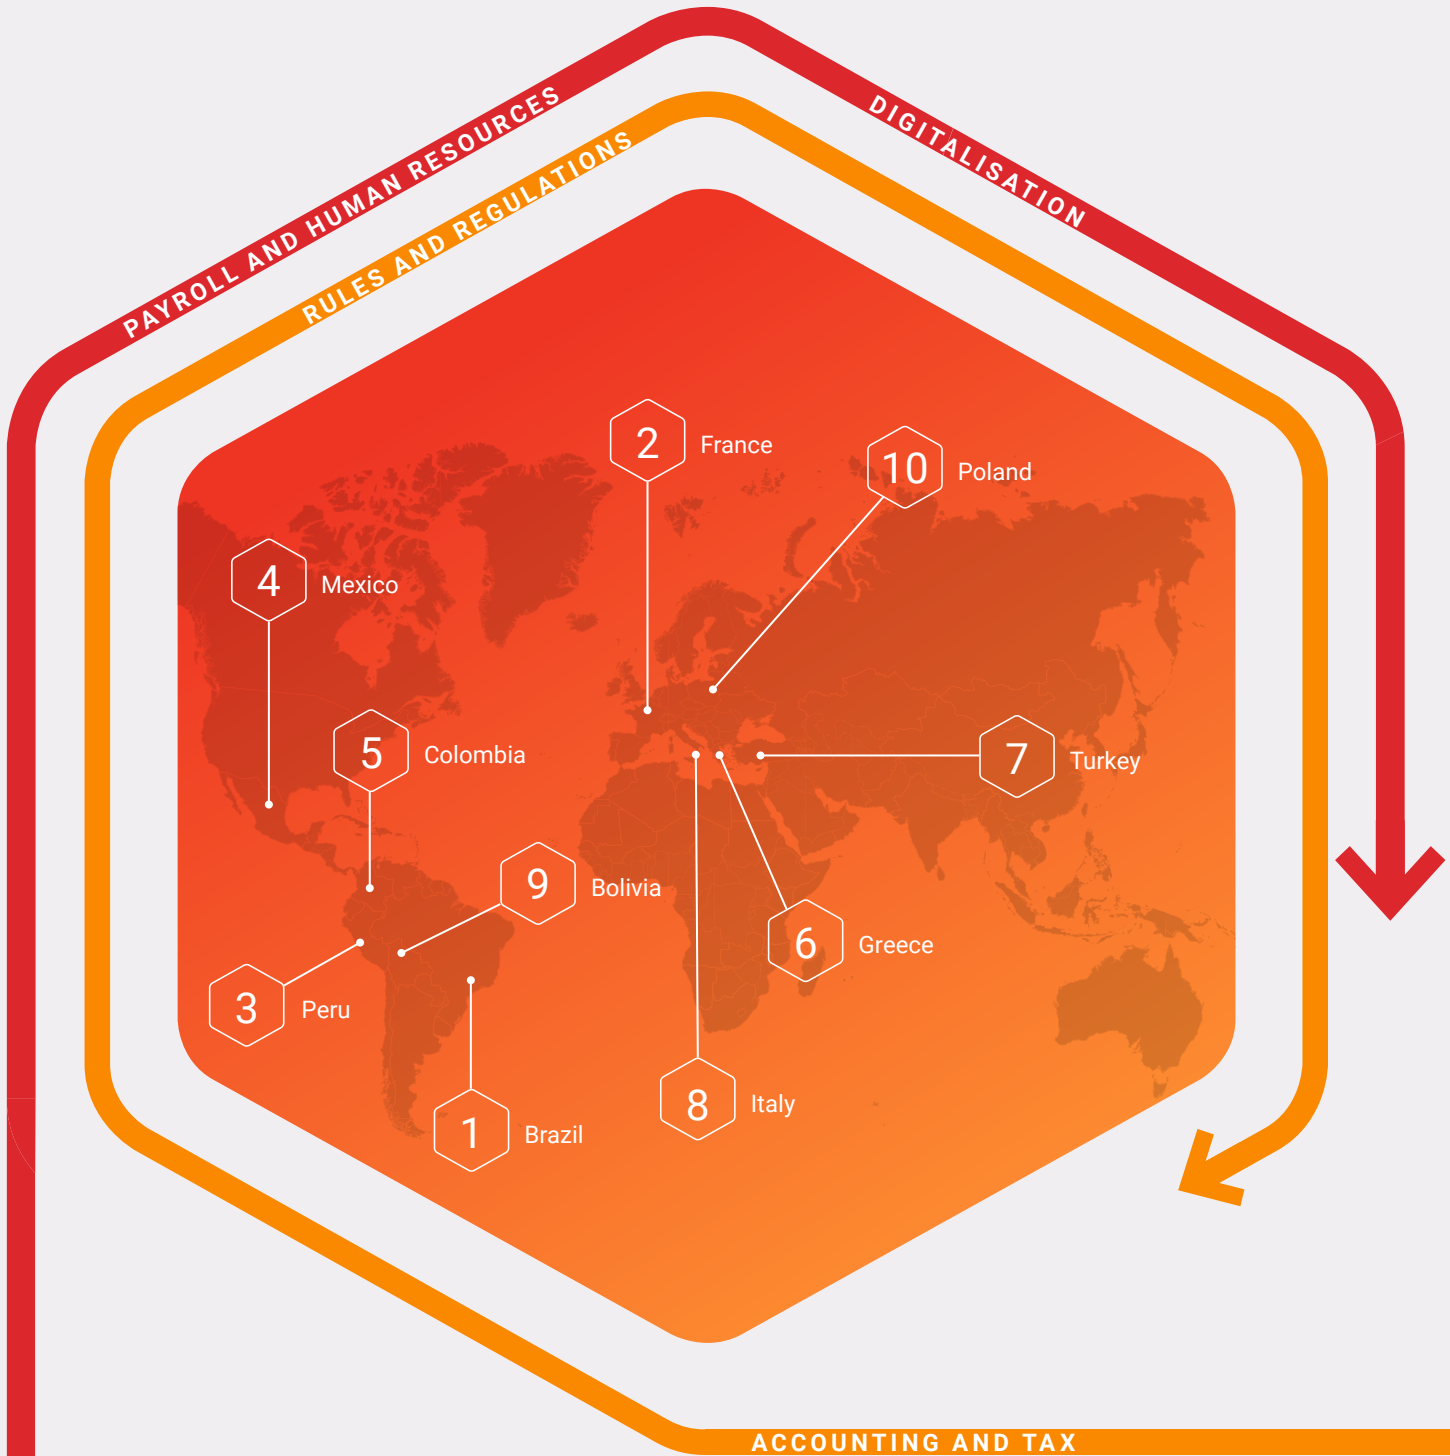 PAYROLL AND HUMAN RESOURCES
DIGITALISATION
RULES AND REGULATIONS
2 France
10 Poland
4 Mexico
5 Colombia
7 Turkey
9 Bolivia
6 Greece
3 Peru
8 Italy
1 Brazil
ACCOUNTING AND TAX